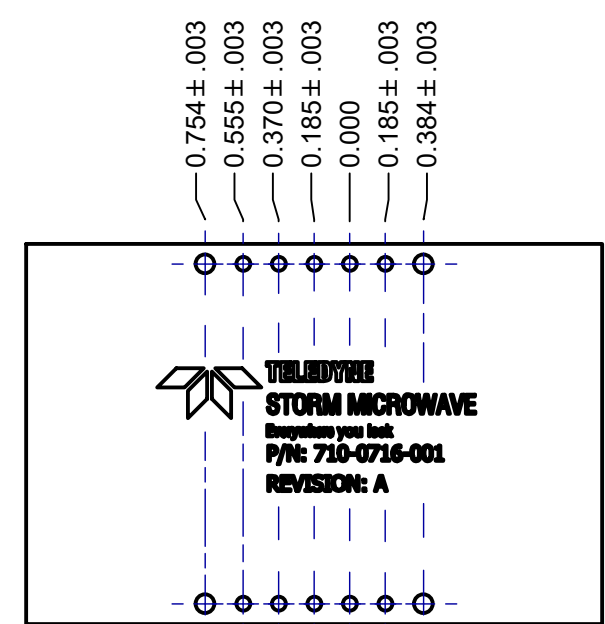 0.754±.003
0.555±.003
0.370±.003
0.185±.003
0.000
0.185±.003
0.384±.003
TELEDYNE
STORM MICROWAVE
Everywhere you look
P/N: 710-0716-001
REVISION: A